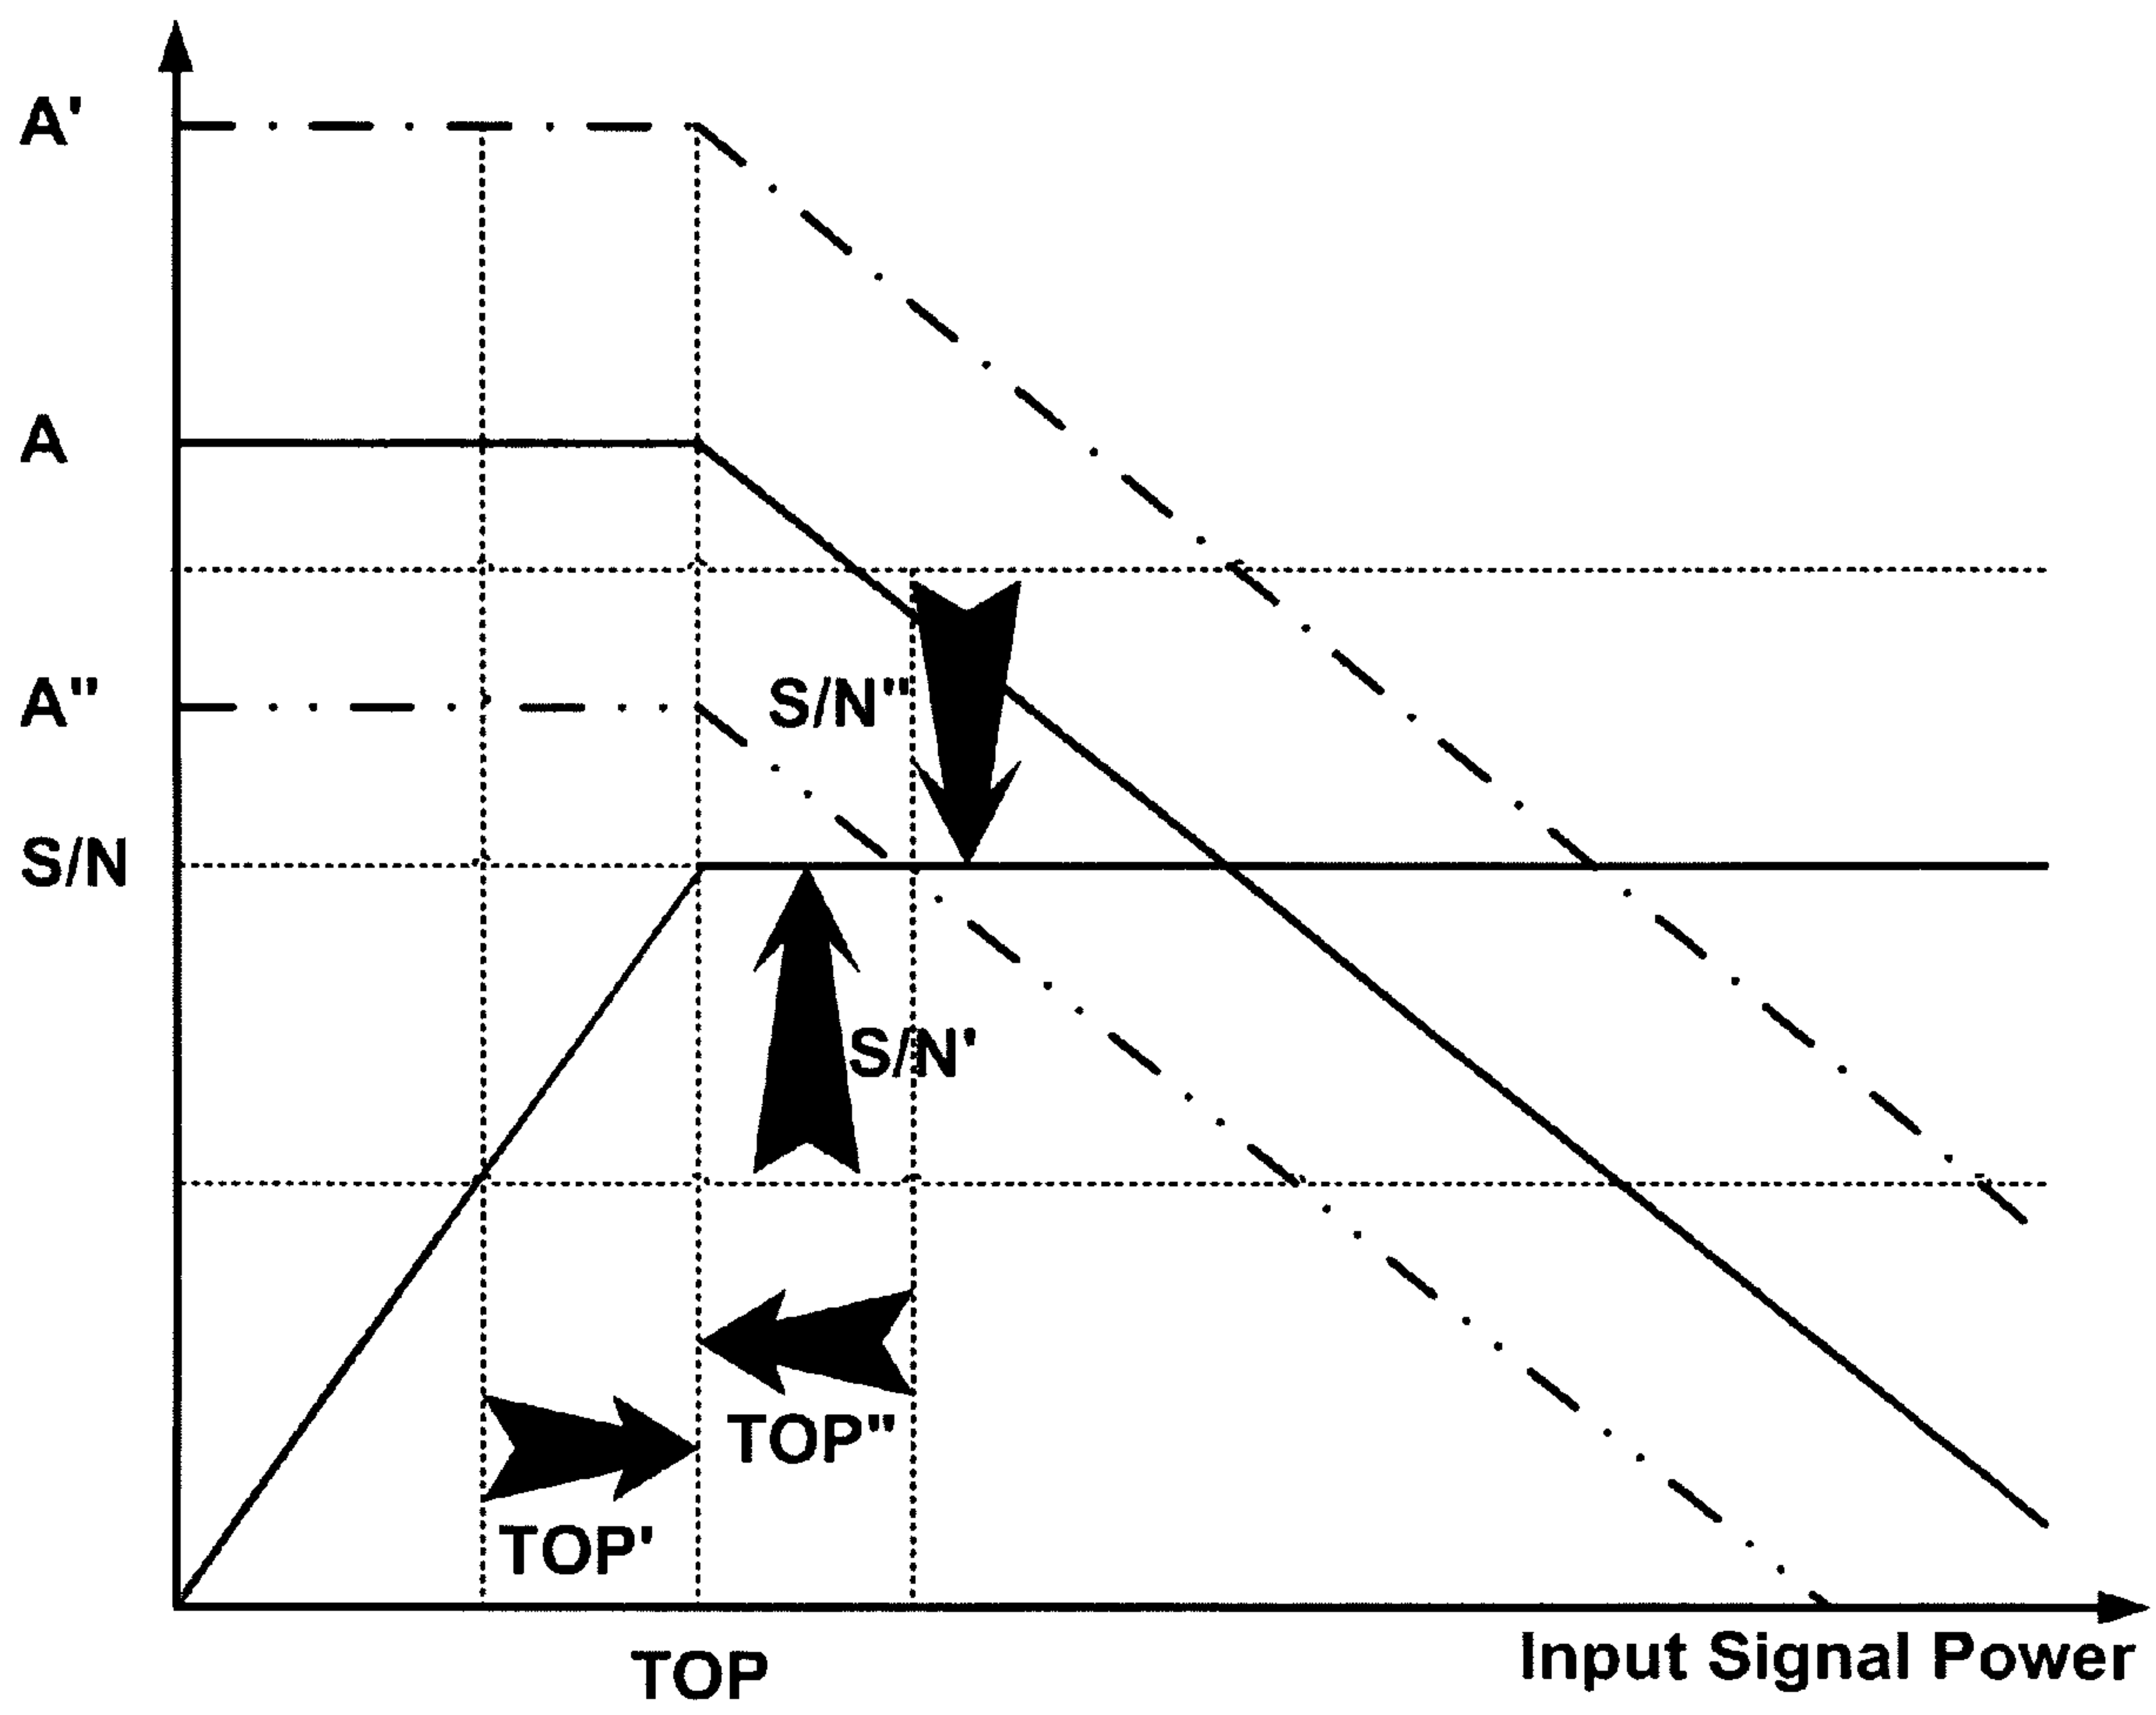 A'
A
A"
S/N"
S/N
S/N'
TOP"
TOP'
TOP
Input Signal Power